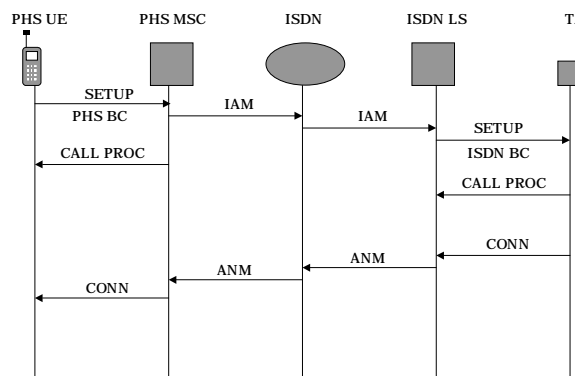 PHS UE PHS MSC ISDN ISDN LS
SETUP
PHS BC
IAM
IAM
SETUP
ISDN BC
CALL PROC
CALL PROC
CONN
ANM
ANM
CONN